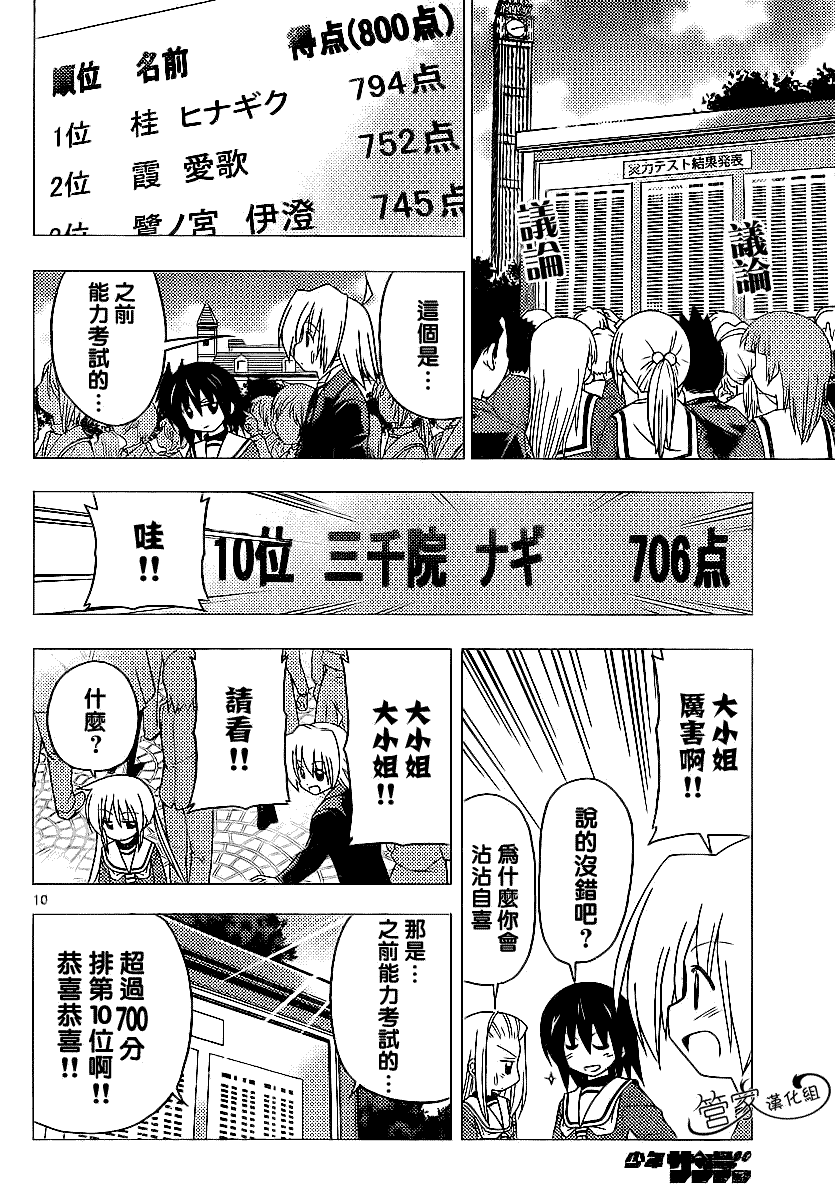 実力テスト結果発表
議論
議論
順位 名前 得点(800点)
1位 桂 ヒナギク 794点
2位 霞 愛歌 752点
鷺ノ宮 伊澄 745点
這個是…
之前
能力考試的…
10位 三千院 ナギ 706点
哇!!
大小姐
厲害啊!!
說的沒錯吧?
為什麼你會
沾沾自喜
大小姐
大小姐!!
請看!!
什麼?
那是…
之前能力考試的…
超過700分
排第10位啊!!
恭喜恭喜!!
10
管家漢化組
少年サンデー